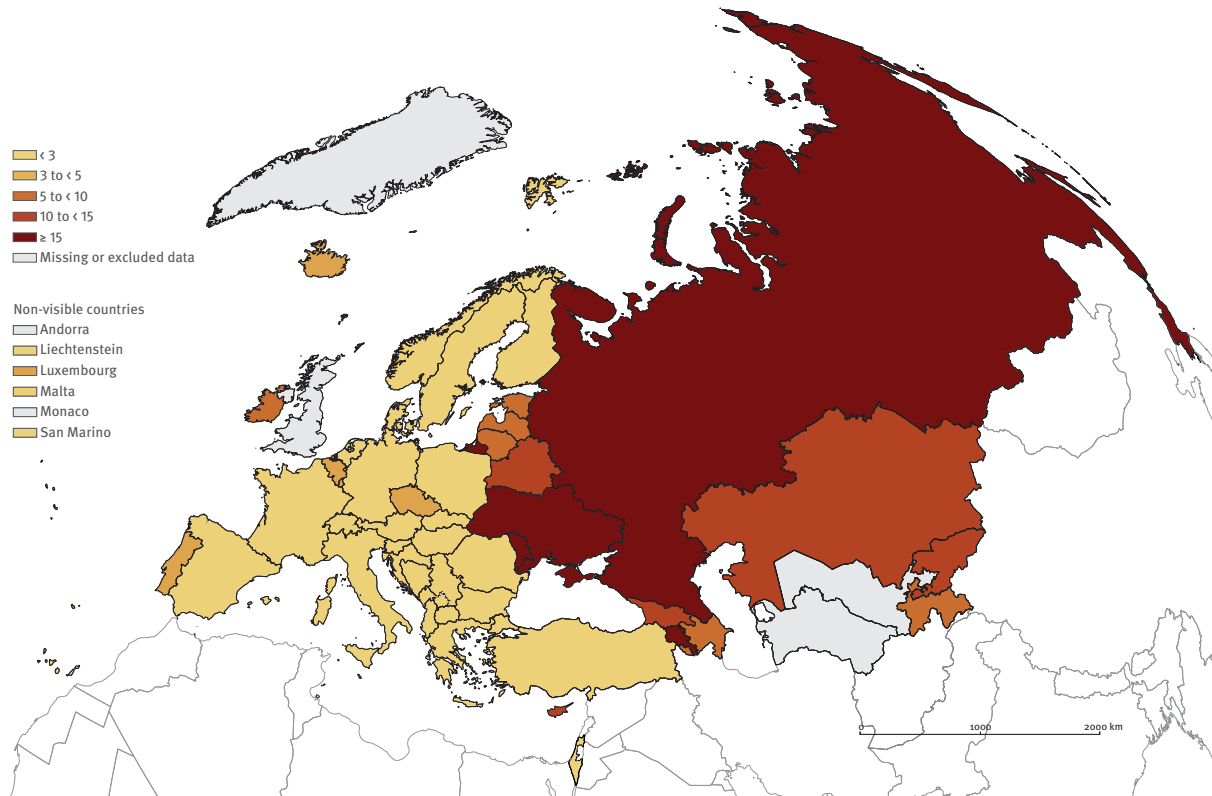 < 3
3 to < 5
5 to < 10
10 to < 15
≥ 15
Missing or excluded data
Non-visible countries
Andorra
Liechtenstein
Luxembourg
Malta
Monaco
San Marino
0 1000 2000 km